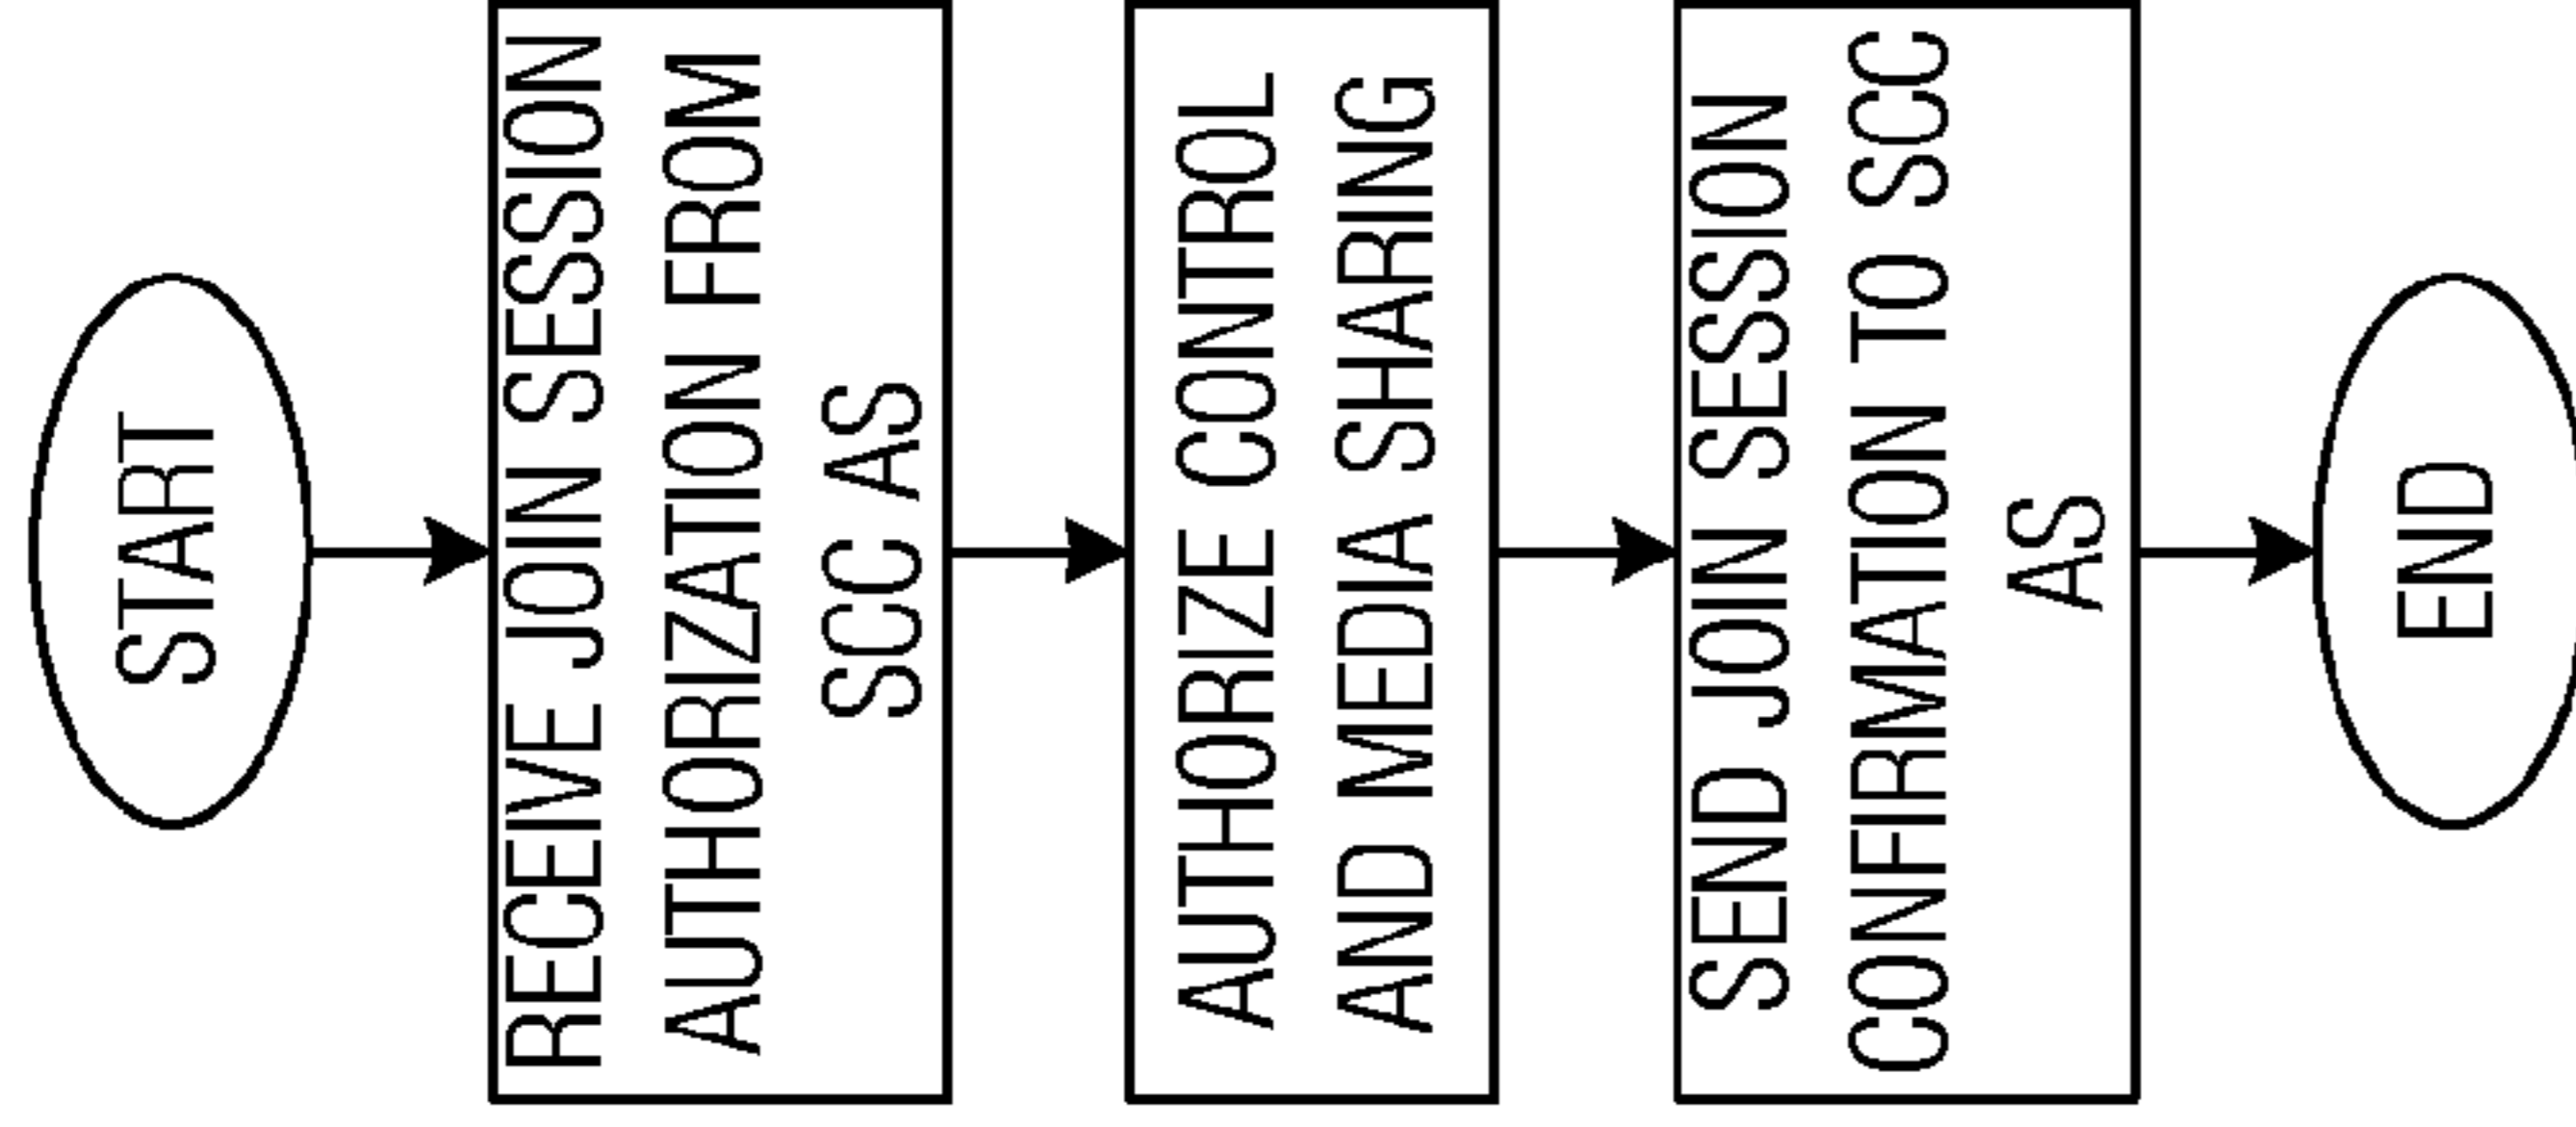 START
RECEIVE JOIN SESSION
AUTHORIZATION FROM
SCC AS
AUTHORIZE CONTROL
AND MEDIA SHARING
SEND JOIN SESSION
CONFIRMATION TO SCC
AS
END